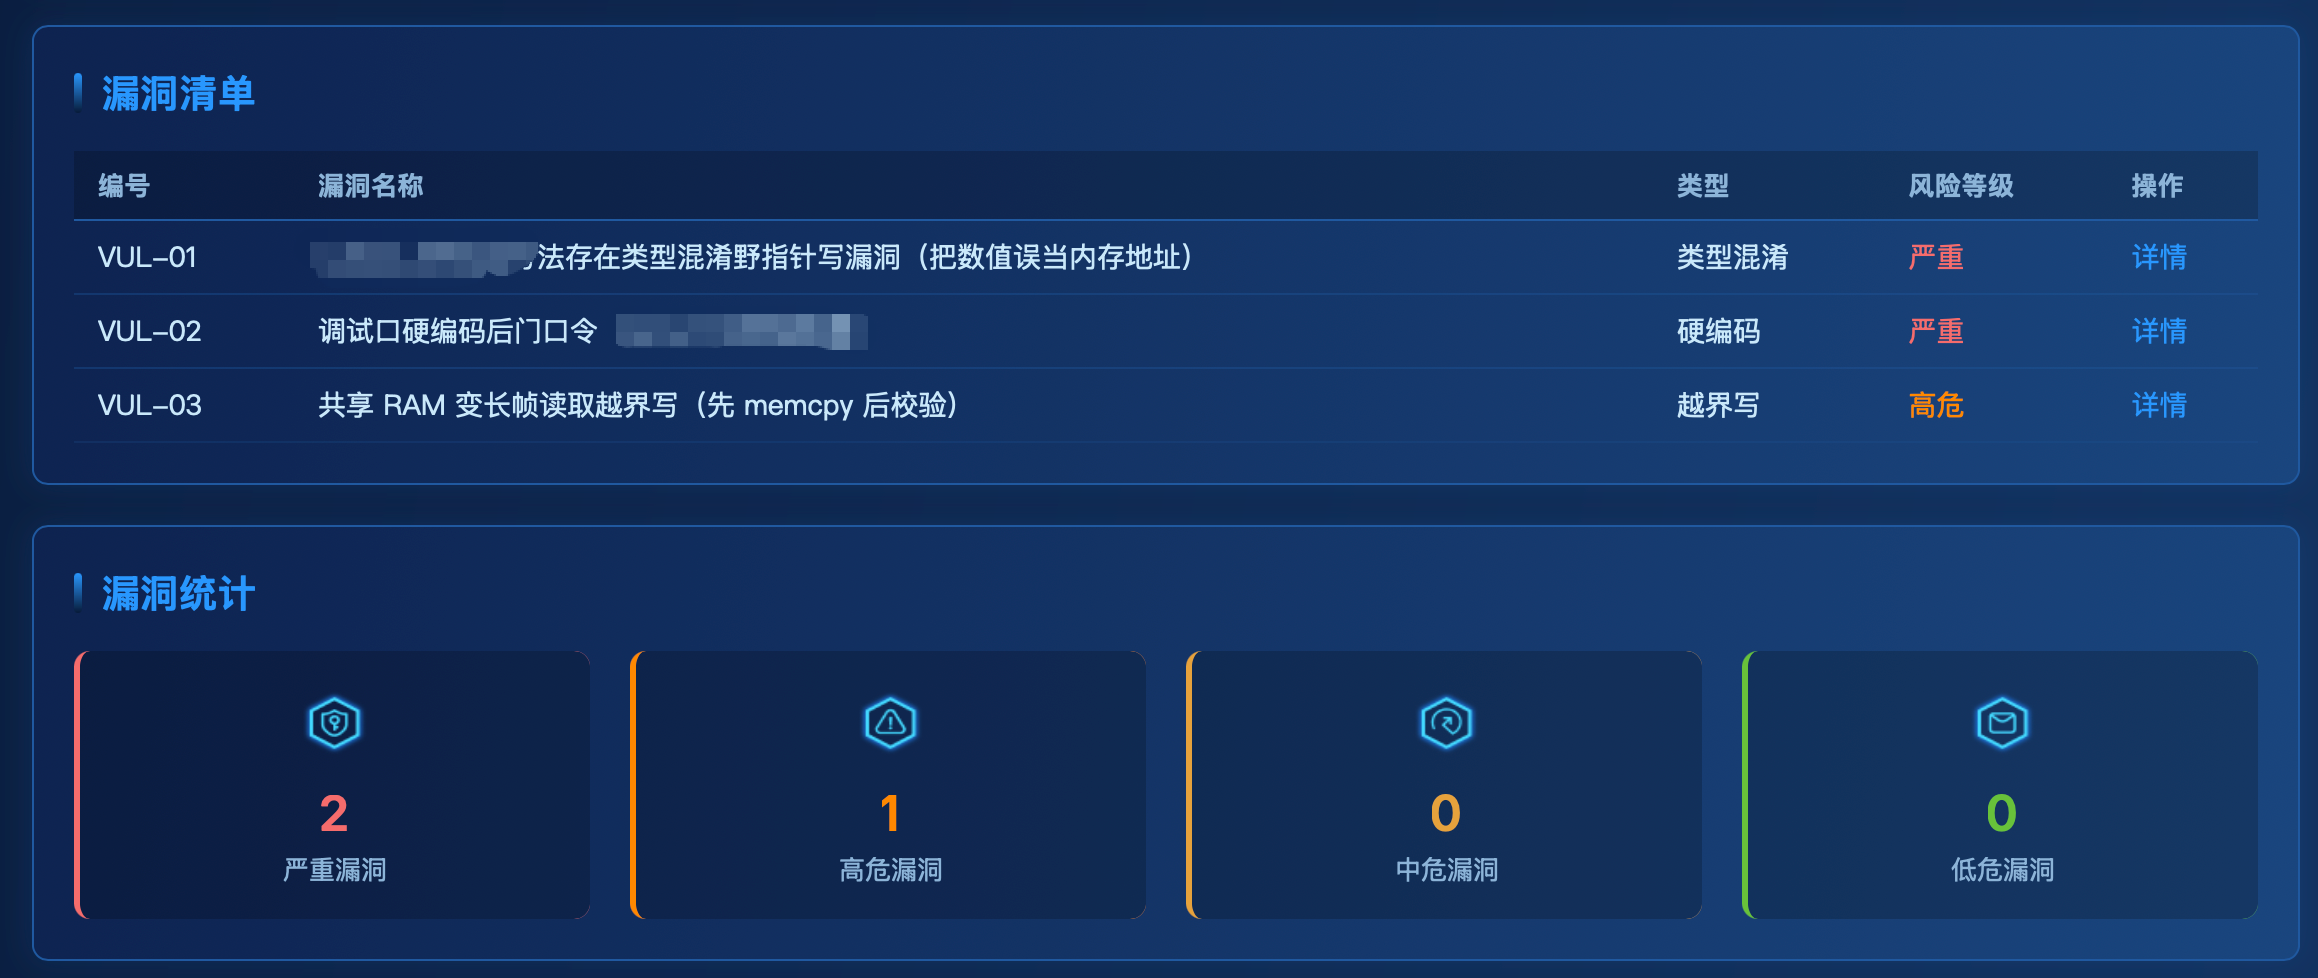 漏洞清单
编号 漏洞名称 类型 风险等级 操作
VUL-01 法存在类型混淆野指针写漏洞（把数值误当内存地址） 类型混淆 严重 详情
VUL-02 调试口硬编码后门口令 硬编码 严重 详情
VUL-03 共享 RAM 变长帧读取越界写（先 memcpy 后校验） 越界写 高危 详情
漏洞统计
2 1 0 0
严重漏洞 高危漏洞 中危漏洞 低危漏洞